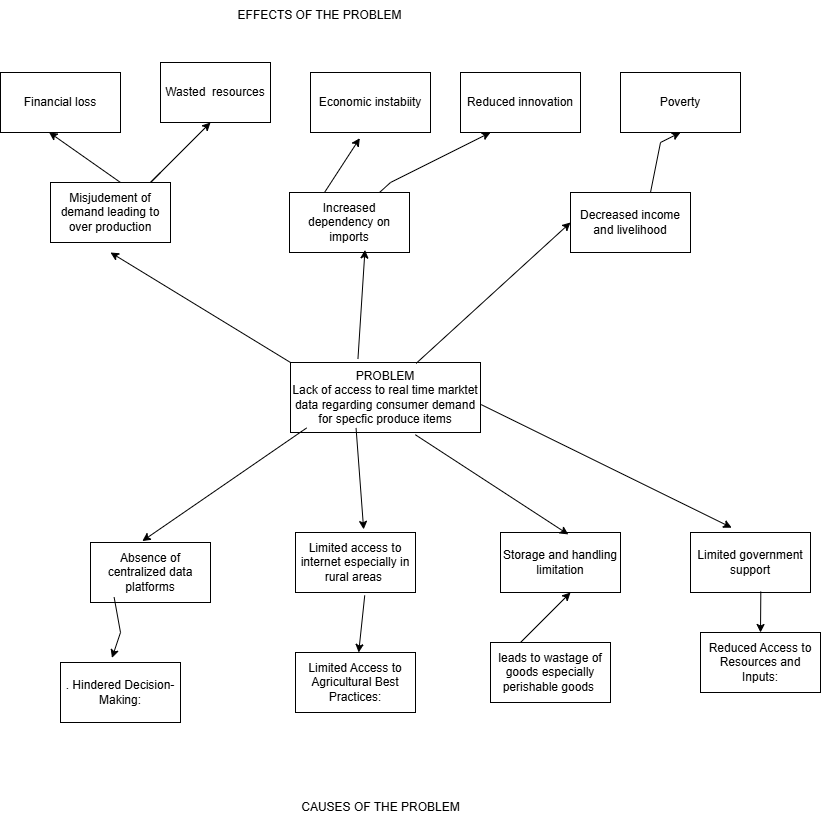 EFFECTS OF THE PROBLEM
Financial loss
Wasted  resources
Economic instabiity
Reduced innovation
Poverty
Misjudement of
demand leading to
over production
Increased
dependency on
imports
Decreased income
and livelihood
PROBLEM
Lack of access to real time marktet
data regarding consumer demand
for specfic produce items
Absence of
centralized data
platforms
Limited access to
internet especially in
rural areas
Storage and handling
limitation
Limited government
support
. Hindered Decision-
Making:
Limited Access to
Agricultural Best
Practices:
leads to wastage of
goods especially
perishable goods
Reduced Access to
Resources and
Inputs:
CAUSES OF THE PROBLEM